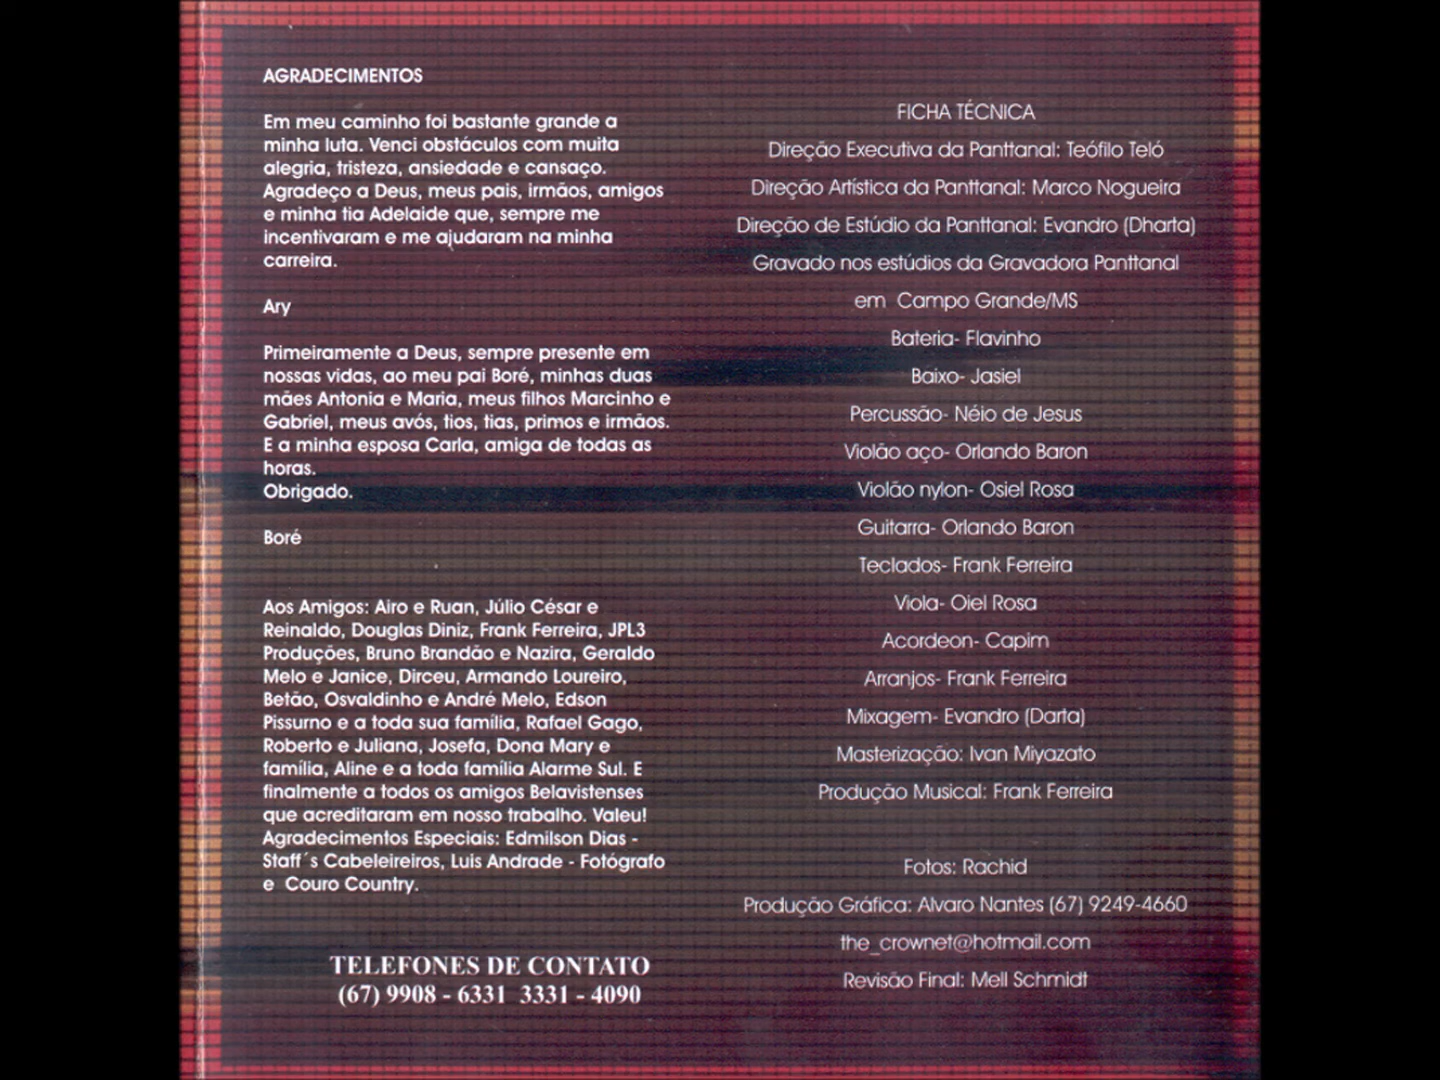 AGRADECIMENTOS
Em meu caminho foi bastante grande a
minha luta. Venci obstáculos com muita
alegria, tristeza, ansiedade e cansaço.
Agradeço a Deus, meus pais, irmãos, amigos
e minha tia Adelaide que, sempre me
incentivaram e me ajudaram na minha
carreira.
Ary
Primeiramente a Deus, sempre presente em
nossas vidas, ao meu pai Boré, minhas duas
mães Antonia e Maria, meus filhos Marcinho e
Gabriel, meus avós, tios, tias, primos e irmãos.
E a minha esposa Carla, amiga de todas as
horas.
Obrigado.
Boré
Aos Amigos: Airo e Ruan, Júlio César e
Reinaldo, Douglas Diniz, Frank Ferreira, JPL3
Produções, Bruno Brandão e Nazira, Geraldo
Melo e Janice, Dirceu, Armando Loureiro,
Betão, Osvaldinho e André Melo, Edson
Pissurno e a toda sua família, Rafael Gago,
Roberto e Juliana, Josefa, Dona Mary e
família, Aline e a toda família Alarme Sul. E
finalmente a todos os amigos Belavistenses
que acreditaram em nosso trabalho. Valeu!
Agradecimentos Especiais: Edmilson Dias -
Staff´s Cabeleireiros, Luis Andrade - Fotógrafo
e Couro Country.
TELEFONES DE CONTATO
(67) 9908 - 6331 3331 - 4090
FICHA TÉCNICA
Direção Executiva da Panttanal: Teófilo Teló
Direção Artística da Panttanal: Marco Nogueira
Direção de Estúdio da Panttanal: Evandro (Dharta)
Gravado nos estúdios da Gravadora Panttanal
em Campo Grande/MS
Bateria- Flavinho
Baixo- Jasiel
Percussão- Néio de Jesus
Violão aço- Orlando Baron
Violão nylon- Osiel Rosa
Guitarra- Orlando Baron
Teclados- Frank Ferreira
Viola- Oiel Rosa
Acordeon- Capim
Arranjos- Frank Ferreira
Mixagem- Evandro (Darta)
Masterização: Ivan Miyazato
Produção Musical: Frank Ferreira
Fotos: Rachid
Produção Gráfica: Alvaro Nantes (67) 9249-4660
the_crownet@hotmail.com
Revisão Final: Mell Schmidt